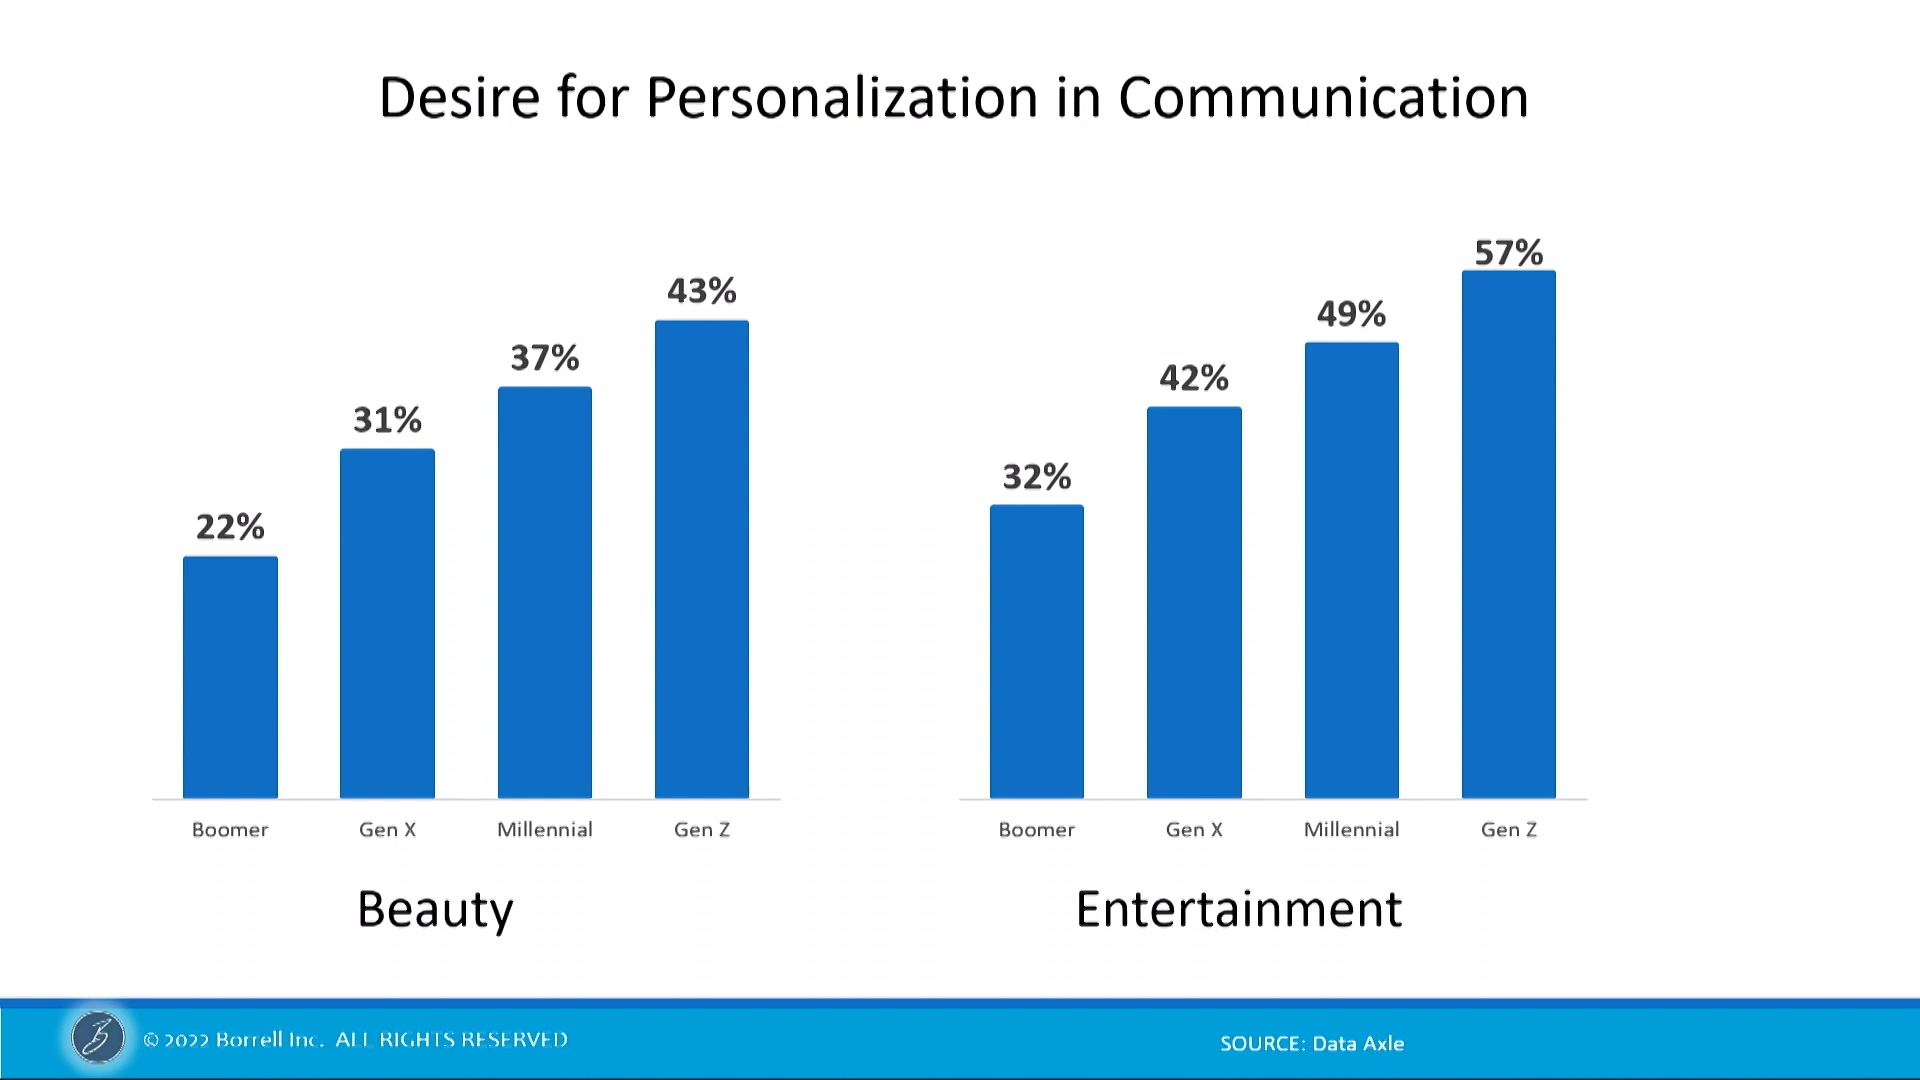 Desire for Personalization in Communication
22%
31%
37%
43%
Boomer
Gen X
Millennial
Gen Z
Beauty
32%
42%
49%
57%
Boomer
Gen X
Millennial
Gen Z
Entertainment
© 2022 Borrell Inc. ALL RIGHTS RESERVED
SOURCE: Data Axle